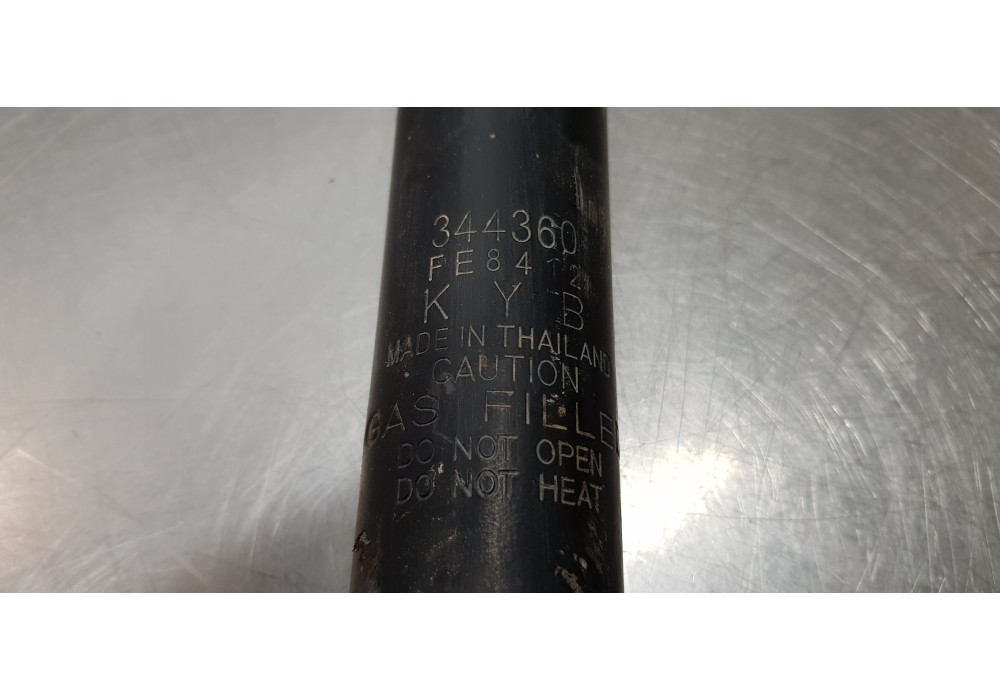 344360
FE8412
K Y B
MADE IN THAILAND
CAUTION
GAS FILLED
DO NOT OPEN
DO NOT HEAT